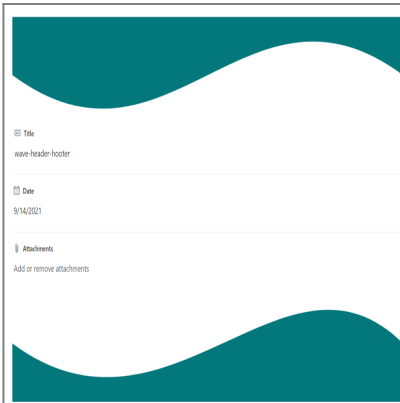 Title
wave-header-hooter
Date
9/14/2021
Attachments
Add or remove attachments